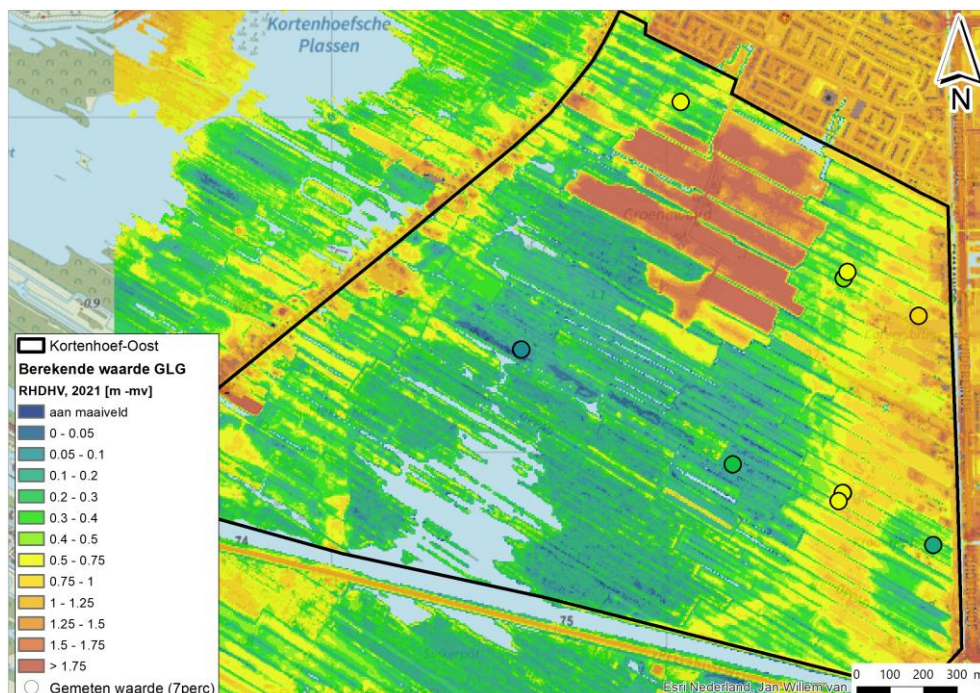 Kortenhoefsche
Plassen
N
Groenewoud
0.9
1.1
Kortenhoef-Oost
Berekende waarde GLG
RHDHV, 2021 [m -mv]
aan maaiveld
0 - 0.05
0.05 - 0.1
0.1 - 0.2
0.2 - 0.3
0.3 - 0.4
0.4 - 0.5
0.5 - 0.75
0.75 - 1
1 - 1.25
1.25 - 1.5
1.5 - 1.75
> 1.75
Gemeten waarde (7perc)
74
75
0 100 200 300
Esri Nederland, Jan-Willem van